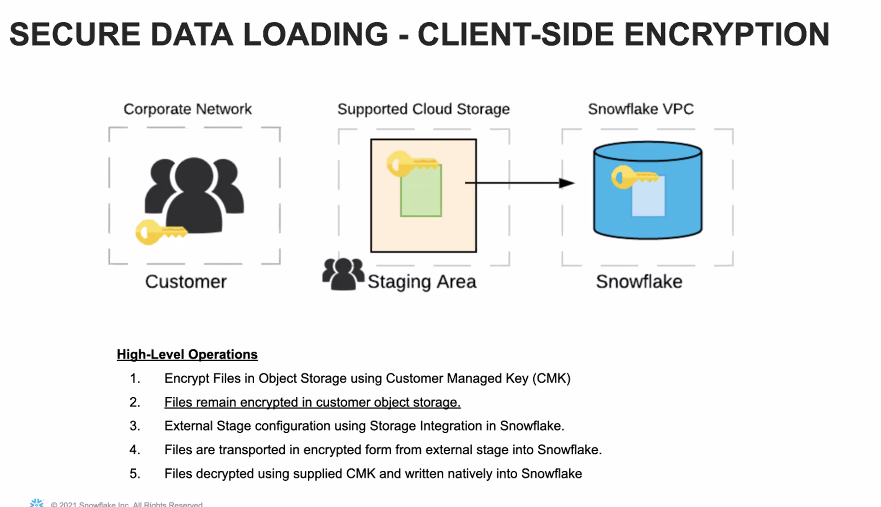 SECURE DATA LOADING - CLIENT-SIDE ENCRYPTION
Corporate Network
Supported Cloud Storage
Snowflake VPC
Customer
Staging Area
Snowflake
High-Level Operations
1. Encrypt Files in Object Storage using Customer Managed Key (CMK)
2. Files remain encrypted in customer object storage.
3. External Stage configuration using Storage Integration in Snowflake.
4. Files are transported in encrypted form from external stage into Snowflake.
5. Files decrypted using supplied CMK and written natively into Snowflake
© 2021 Snowflake Inc. All Rights Reserved